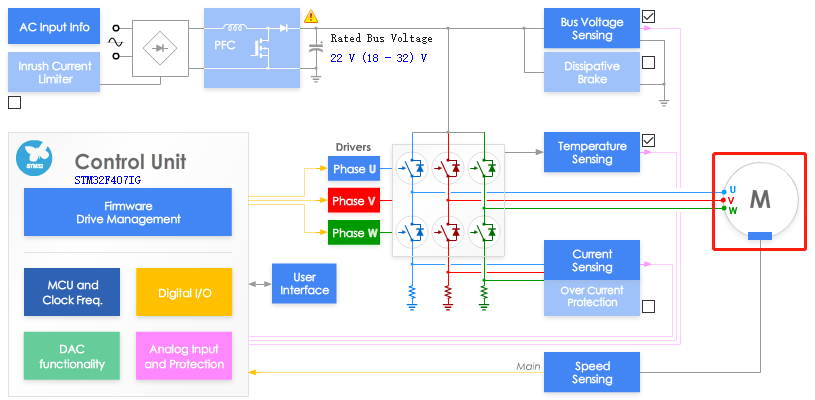 AC Input Info
Inrush Current
Limiter
PFC
Rated Bus Voltage
22 V (18 - 32) V
Bus Voltage
Sensing
Dissipative
Brake
STM32
Control Unit
STM32F407IG
Firmware
Drive Management
Drivers
Phase U
Phase V
Phase W
Temperature
Sensing
U
V
W
M
MCU and
Clock Freq.
Digital I/O
User
Interface
Current
Sensing
Over Current
Protection
DAC
functionality
Analog Input
and Protection
Main
Speed
Sensing